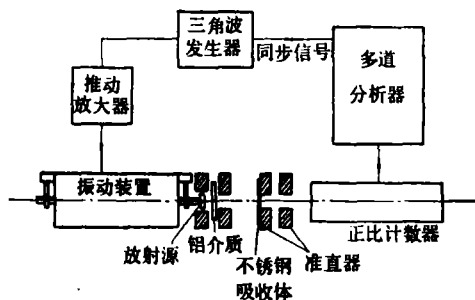 三角波
发生器
同步信号
多道
分析器
推动
放大器
振动装置
放射源
铝介质
不锈钢
吸收体
准直器
正比计数器